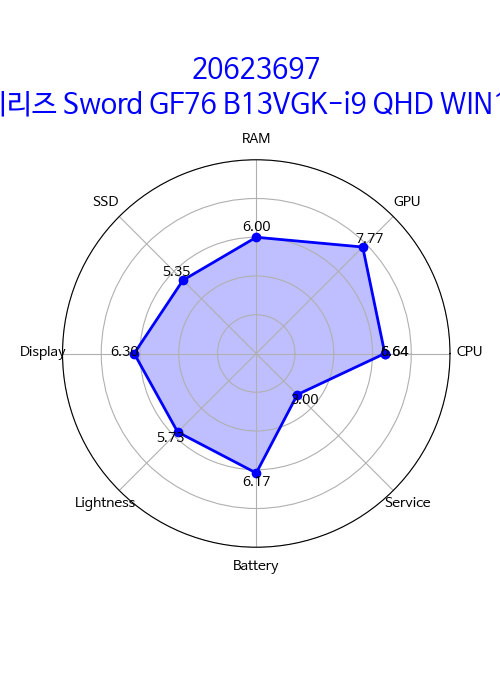 20623697
리즈 Sword GF76 B13VGK-i9 QHD WIN1
RAM
SSD
GPU
6.00
7.77
5.35
Display
6.30
6.64
CPU
5.73
3.00
6.17
Lightness
Service
Battery